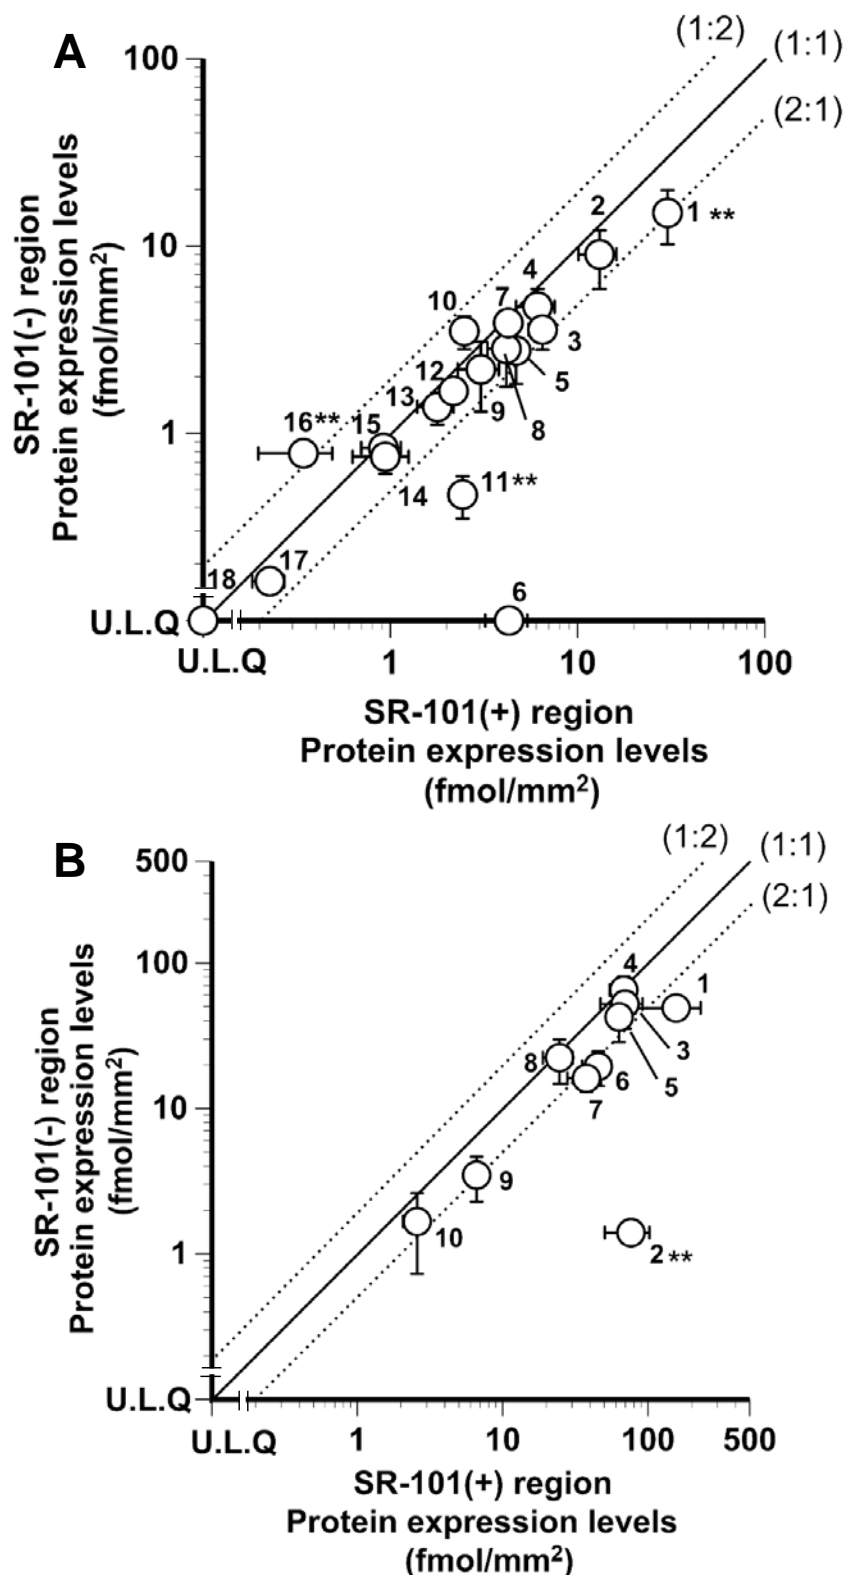 A
(1:2)
(1:1)
(2:1)
100
10
1
U.L.Q
SR-101(-) region
Protein expression levels
(fmol/mm²)
1 **
2
4
7
10
3
5
8
9
12
13
15
16**
14
11**
17
18
6
U.L.Q
1
10
100
SR-101(+) region
Protein expression levels
(fmol/mm²)
B
(1:2)
(1:1)
(2:1)
500
100
10
1
U.L.Q
SR-101(-) region
Protein expression levels
(fmol/mm²)
4
1
3
5
8
6
7
9
10
2**
U.L.Q
1
10
100
500
SR-101(+) region
Protein expression levels
(fmol/mm²)